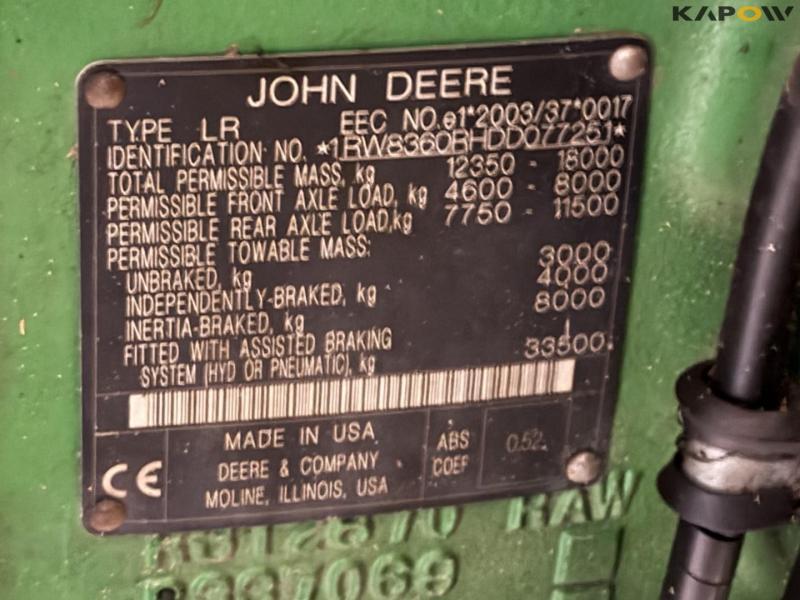 KAPOW
JOHN DEERE
TYPE LR EEC NO. e1*2003/37*0017
IDENTIFICATION NO. *1RW8360RHDD077251*
TOTAL PERMISSIBLE MASS, kg 12350 - 18000
PERMISSIBLE FRONT AXLE LOAD, kg 4600 - 8000
PERMISSIBLE REAR AXLE LOAD,kg 7750 - 11500
PERMISSIBLE TOWABLE MASS:
UNBRAKED, kg 3000
INDEPENDENTLY-BRAKED, kg 4000
INERTIA-BRAKED, kg 8000
FITTED WITH ASSISTED BRAKING
SYSTEM (HYD OR PNEUMATIC), kg 33500
MADE IN USA
DEERE & COMPANY
MOLINE, ILLINOIS, USA
CE
ABS
COEF
0.52
R312870 RAW
R337069